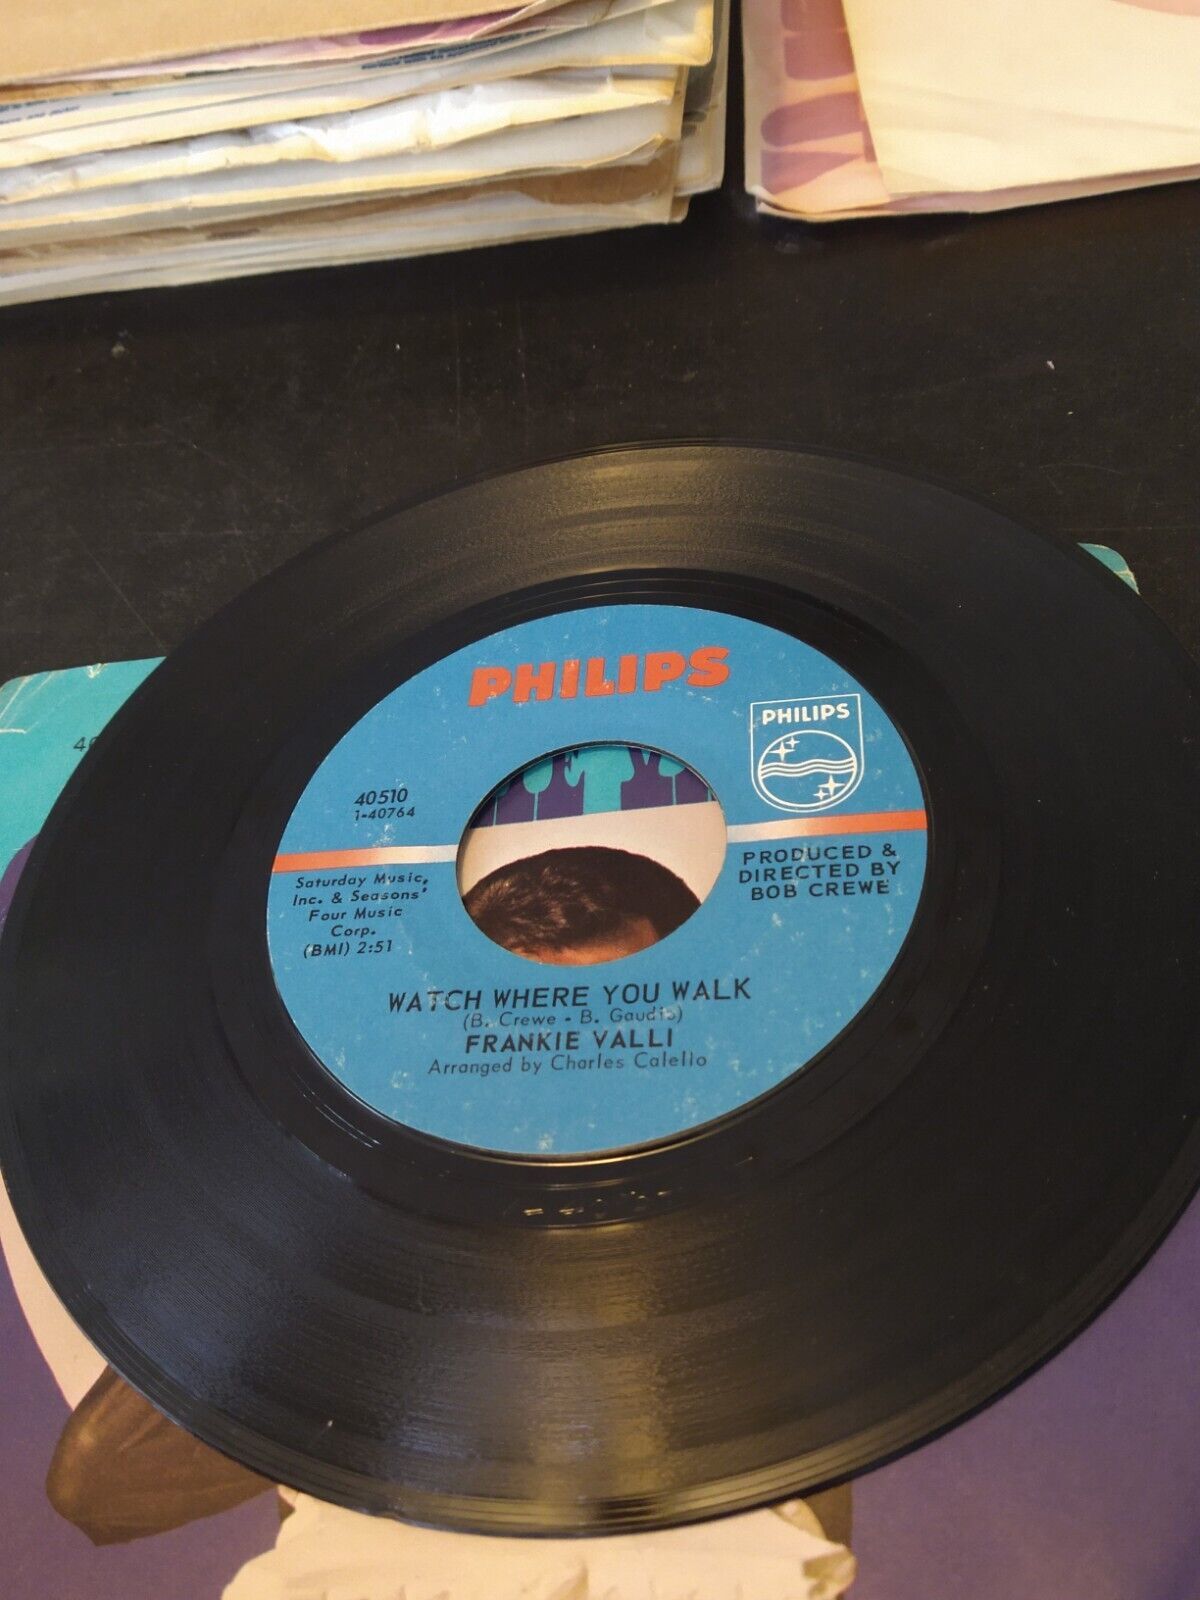 PHILIPS
PHILIPS
40510
1-40764
PRODUCED &
DIRECTED BY
BOB CREWE
Saturday Music,
Inc. & Seasons'
Four Music
Corp.
(BMI) 2:51
WATCH WHERE YOU WALK
(B. Crewe - B. Gaudio)
FRANKIE VALLI
Arranged by Charles Calello